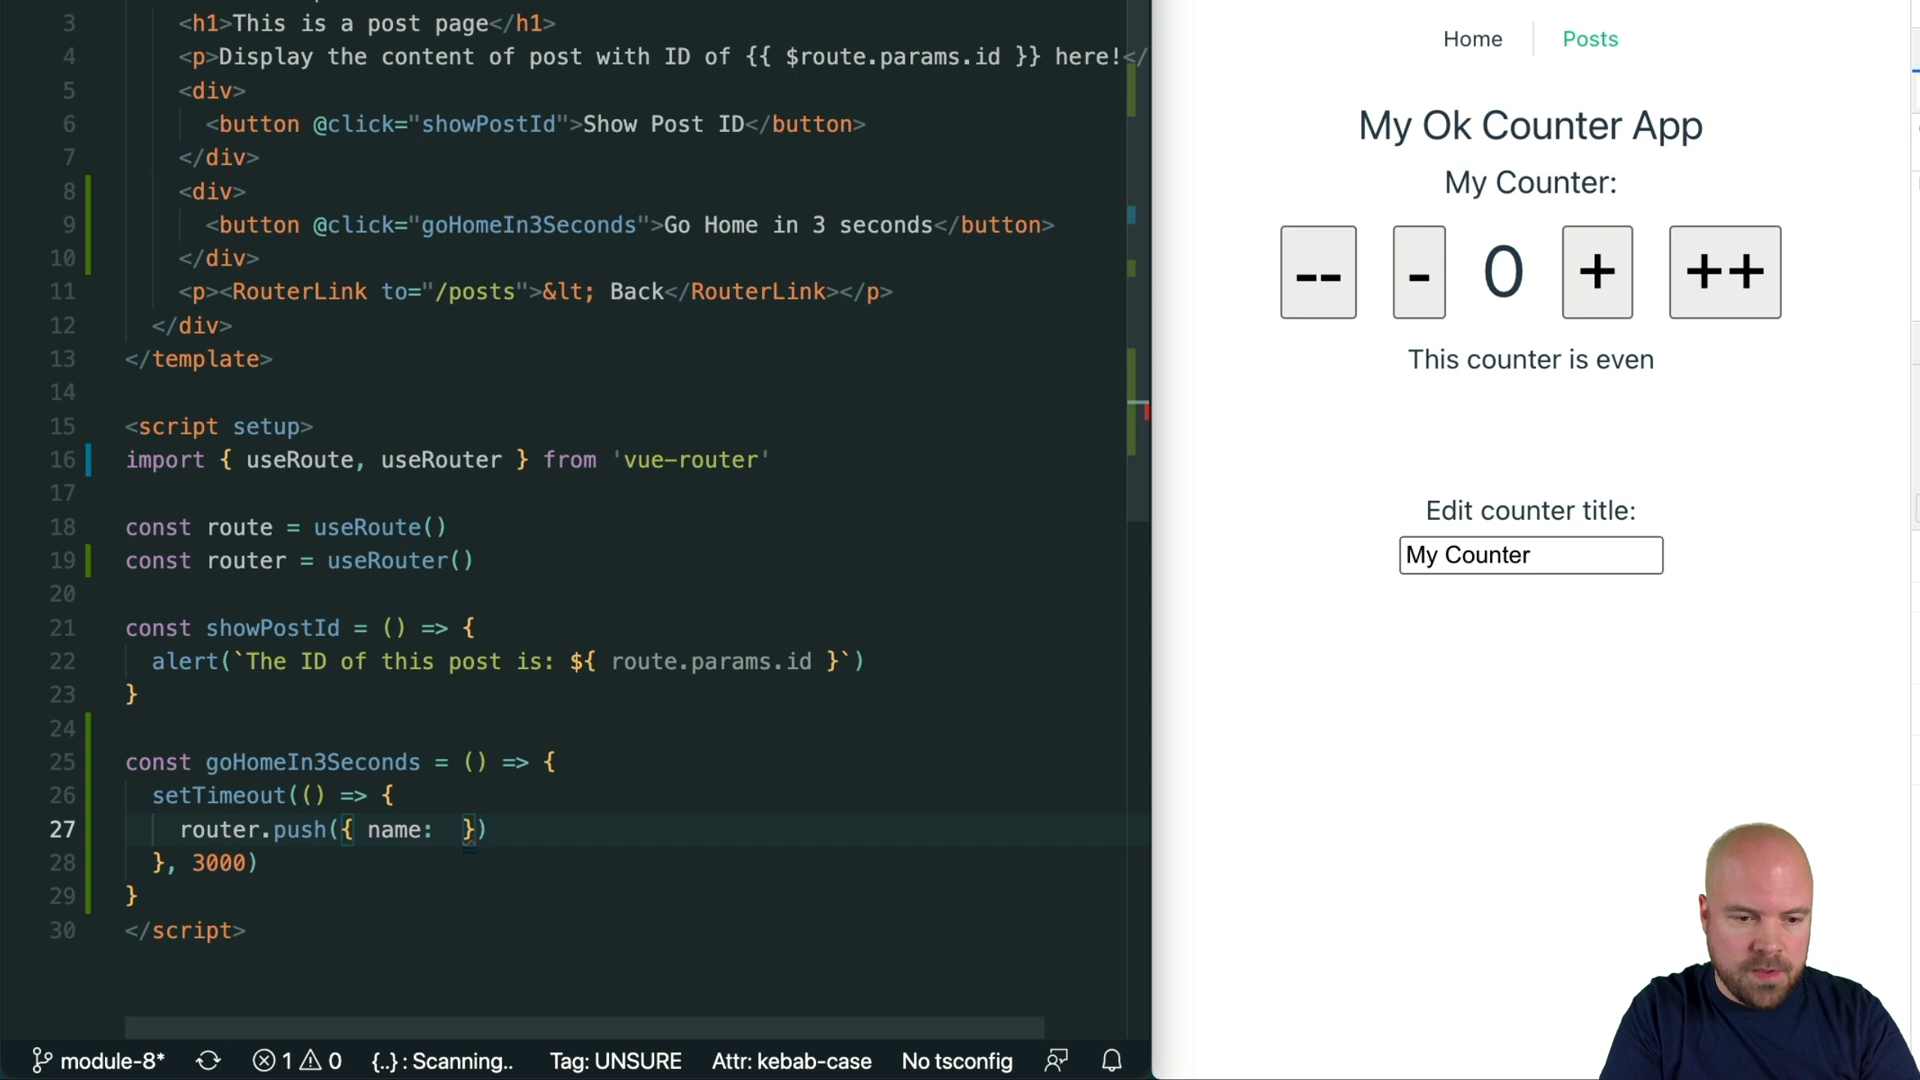 3 <h1>This is a post page</h1>
4 <p>Display the content of post with ID of {{ $route.params.id }} here!</
5 <div>
6 <button @click="showPostId">Show Post ID</button>
7 </div>
8 <div>
9 <button @click="goHomeIn3Seconds">Go Home in 3 seconds</button>
10 </div>
11 <p><RouterLink to="/posts">&lt; Back</RouterLink></p>
12 </div>
13 </template>
14
15 <script setup>
16 import { useRoute, useRouter } from 'vue-router'
17
18 const route = useRoute()
19 const router = useRouter()
20
21 const showPostId = () => {
22 alert(`The ID of this post is: ${ route.params.id }`)
23 }
24
25 const goHomeIn3Seconds = () => {
26 setTimeout(() => {
27 router.push({ name:  })
28 }, 3000)
29 }
30 </script>
module-8* 1 0 {..} : Scanning.. Tag: UNSURE Attr: kebab-case No tsconfig
Home Posts
My Ok Counter App
My Counter:
-- - 0 + ++
This counter is even
Edit counter title:
My Counter